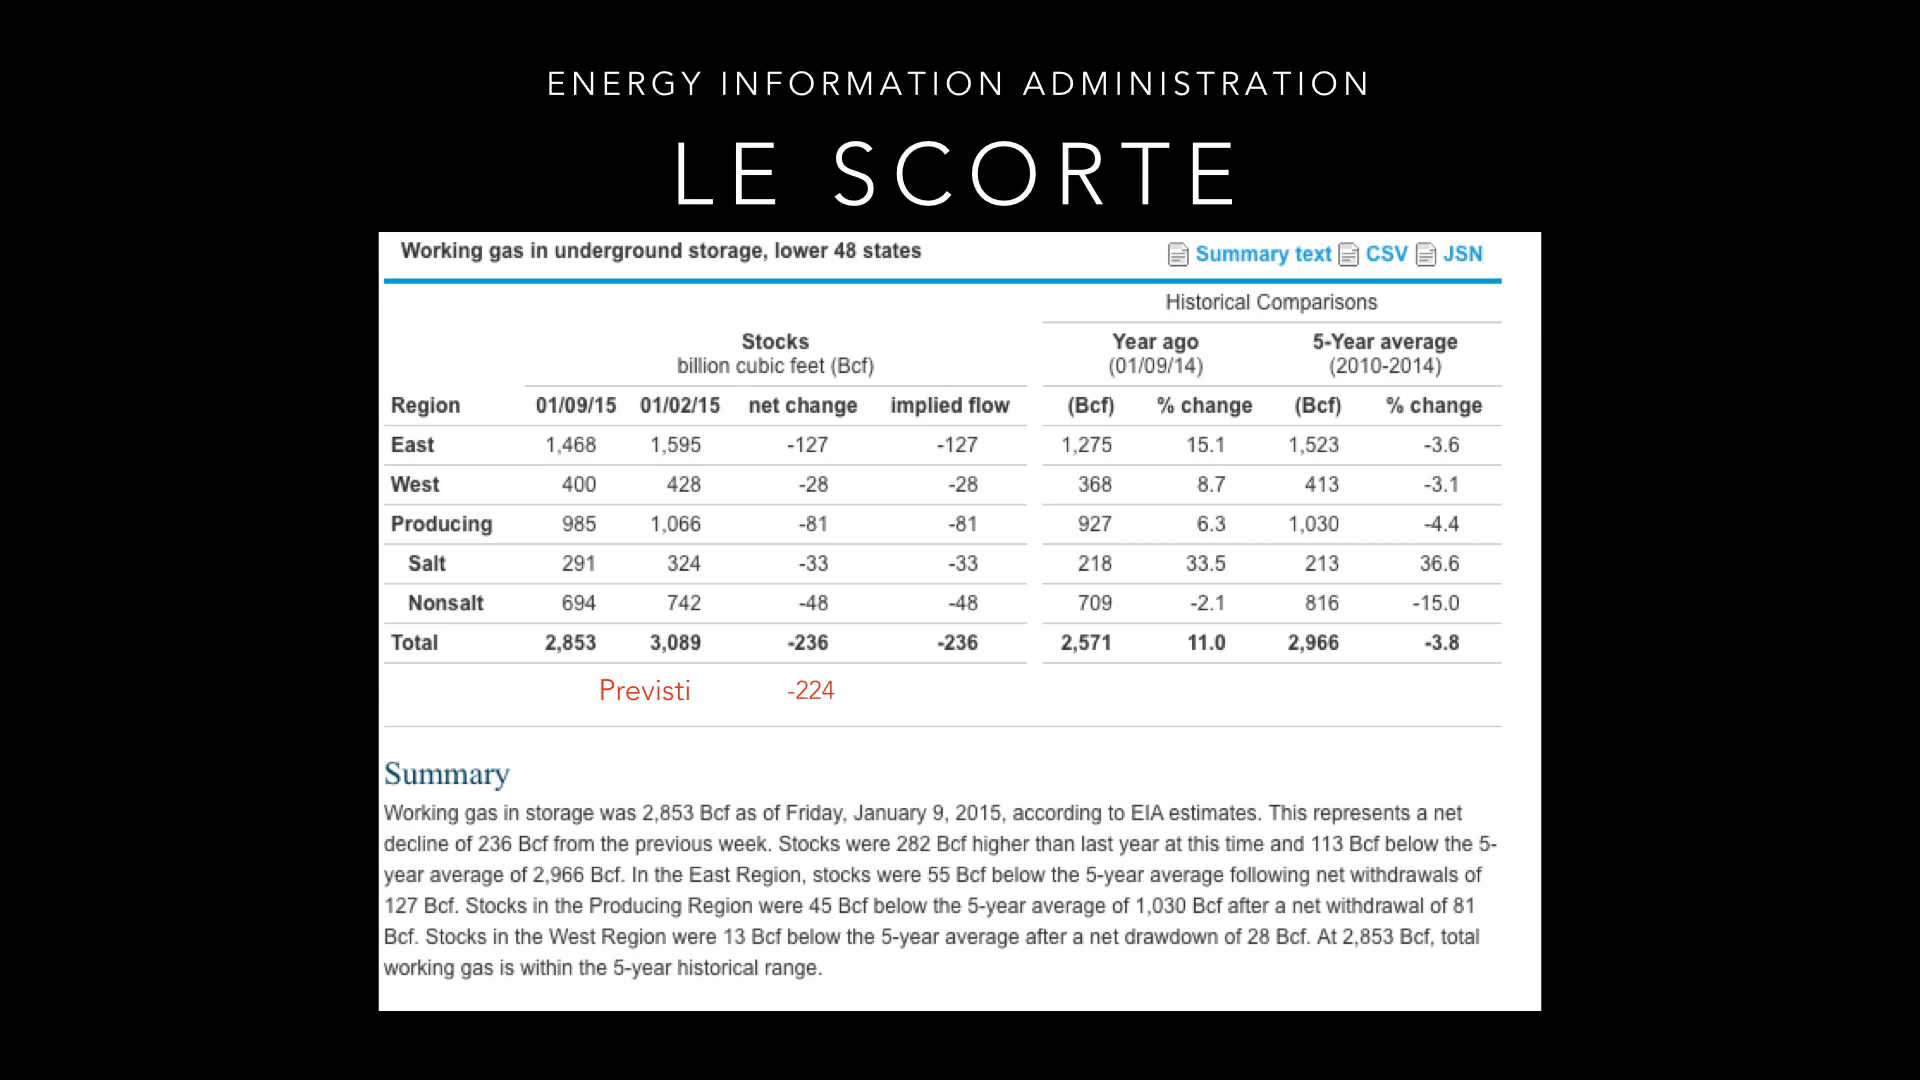 ENERGY INFORMATION ADMINISTRATION
LE SCORTE
Working gas in underground storage, lower 48 states Summary text CSV JSN
Historical Comparisons
Stocks Year ago 5-Year average
billion cubic feet (Bcf) (01/09/14) (2010-2014)
Region 01/09/15 01/02/15 net change implied flow (Bcf) % change (Bcf) % change
East 1,468 1,595 -127 -127 1,275 15.1 1,523 -3.6
West 400 428 -28 -28 368 8.7 413 -3.1
Producing 985 1,066 -81 -81 927 6.3 1,030 -4.4
Salt 291 324 -33 -33 218 33.5 213 36.6
Nonsalt 694 742 -48 -48 709 -2.1 816 -15.0
Total 2,853 3,089 -236 -236 2,571 11.0 2,966 -3.8
Previsti -224
Summary
Working gas in storage was 2,853 Bcf as of Friday, January 9, 2015, according to EIA estimates. This represents a net
decline of 236 Bcf from the previous week. Stocks were 282 Bcf higher than last year at this time and 113 Bcf below the 5-
year average of 2,966 Bcf. In the East Region, stocks were 55 Bcf below the 5-year average following net withdrawals of
127 Bcf. Stocks in the Producing Region were 45 Bcf below the 5-year average of 1,030 Bcf after a net withdrawal of 81
Bcf. Stocks in the West Region were 13 Bcf below the 5-year average after a net drawdown of 28 Bcf. At 2,853 Bcf, total
working gas is within the 5-year historical range.